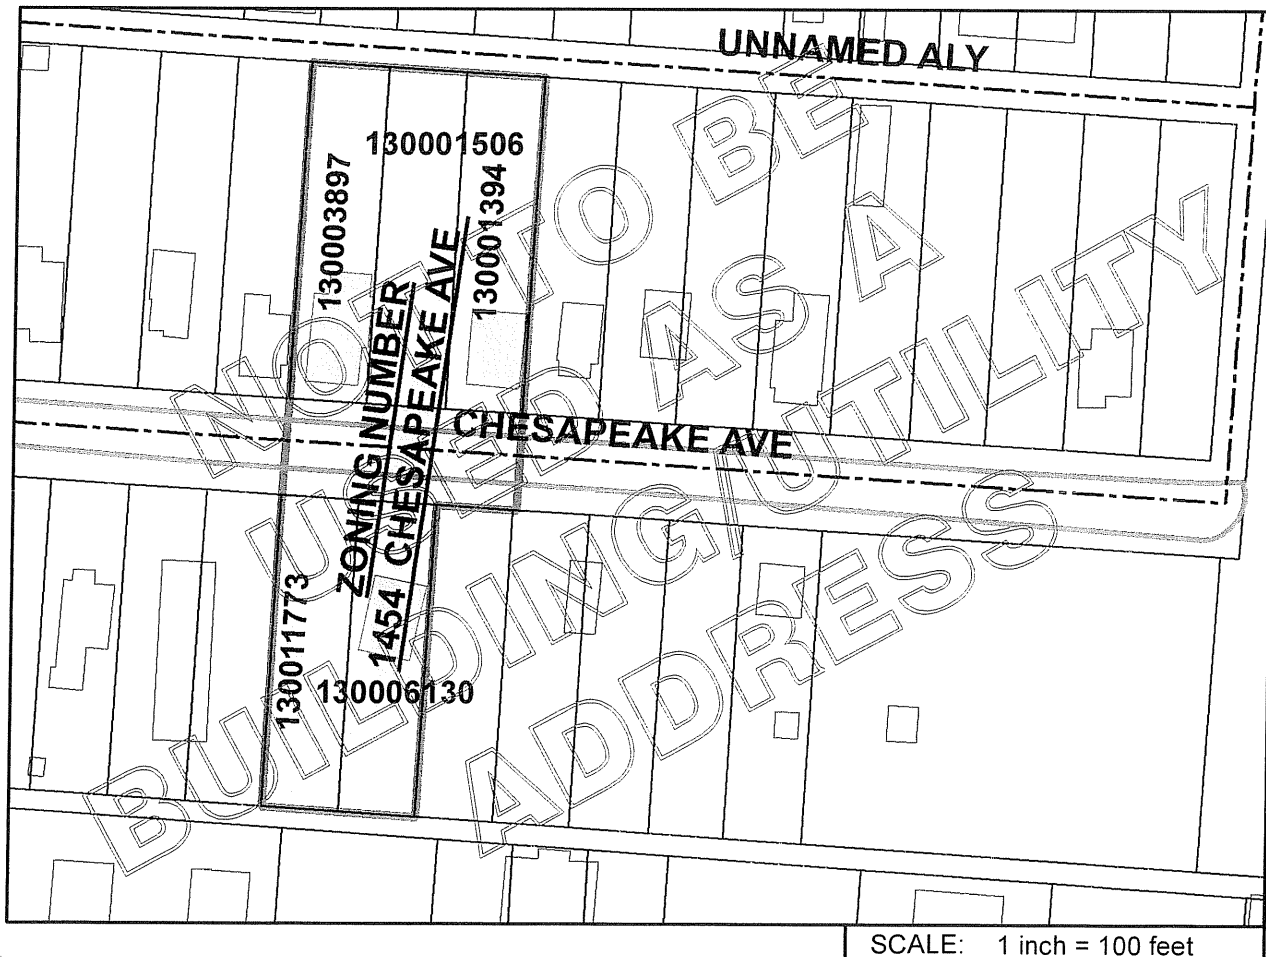 UNNAMED ALY
130001506
130003897
130001394
ZONING NUMBER
1454 CHESAPEAKE AVE
CHESAPEAKE AVE
130011773
130006130
NOT TO BE
USED AS A
BUILDING/UTILITY
ADDRESS
SCALE: 1 inch = 100 feet